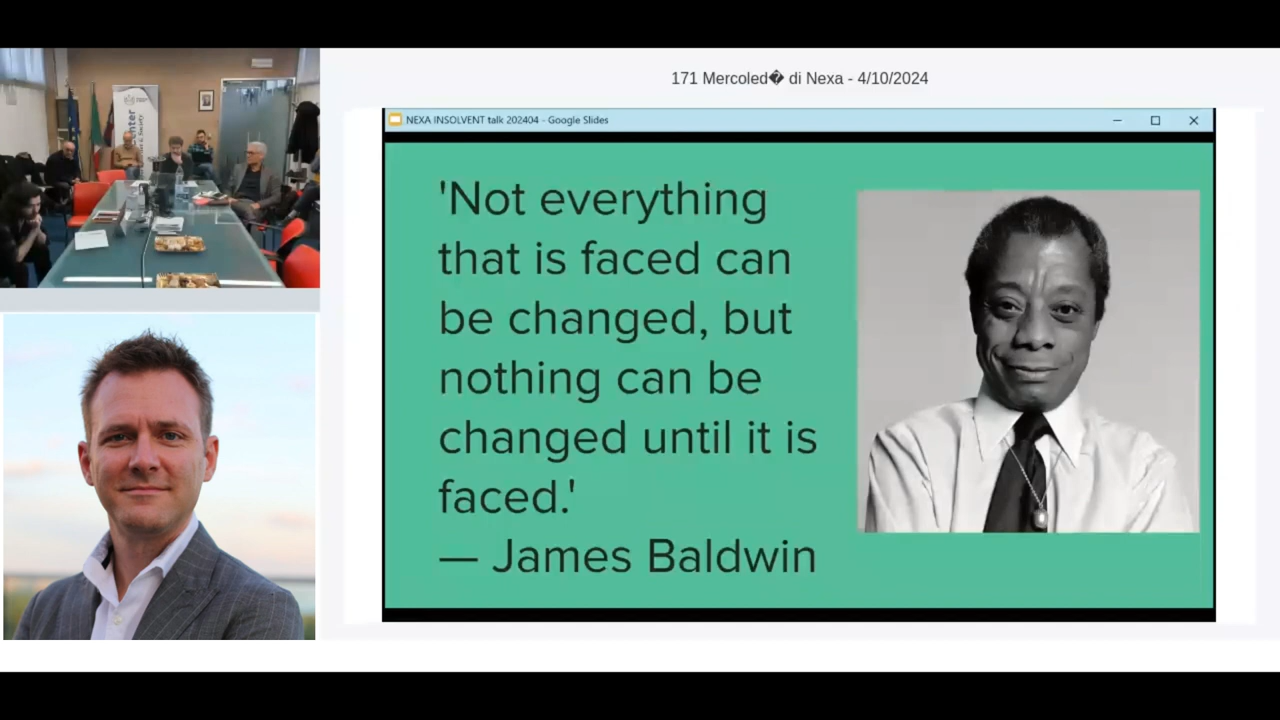 171 Mercoled� di Nexa - 4/10/2024
NEXA INSOLVENT talk 202404 - Google Slides
'Not everything
that is faced can
be changed, but
nothing can be
changed until it is
faced.'
— James Baldwin